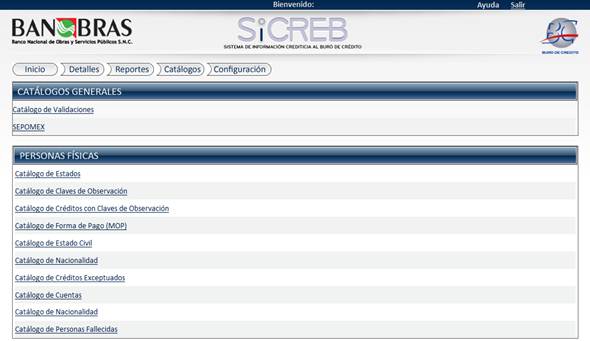 Bienvenido:
Ayuda Salir
BANOBRAS
Banco Nacional de Obras y Servicios Públicos S.N.C.
SiCREB
SISTEMA DE INFORMACIÓN CREDITICIA AL BURÓ DE CRÉDITO
BC
BURÓ DE CRÉDITO
Inicio Detalles Reportes Catálogos Configuración
CATÁLOGOS GENERALES
Catálogo de Validaciones
SEPOMEX
PERSONAS FÍSICAS
Catálogo de Estados
Catálogo de Claves de Observación
Catálogo de Créditos con Claves de Observación
Catálogo de Forma de Pago (MOP)
Catálogo de Estado Civil
Catálogo de Nacionalidad
Catálogo de Créditos Exceptuados
Catálogo de Cuentas
Catálogo de Nacionalidad
Catálogo de Personas Fallecidas